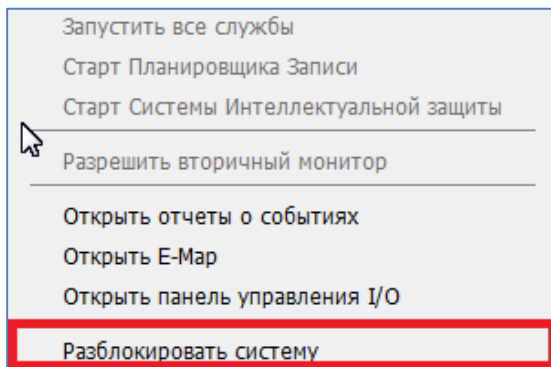 Запустить все службы
Старт Планировщика Записи
Старт Системы Интеллектуальной защиты
Разрешить вторичный монитор
Открыть отчеты о событиях
Открыть E-Map
Открыть панель управления I/O
Разблокировать систему